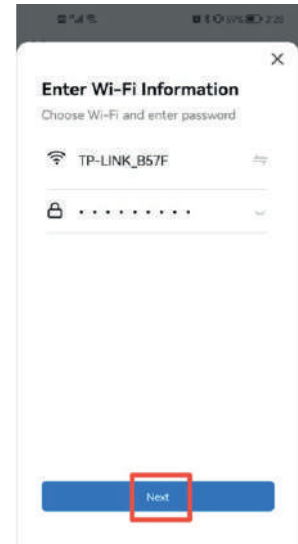 Enter Wi-Fi Information
Choose Wi-Fi and enter password
TP-LINK_B57F
Next